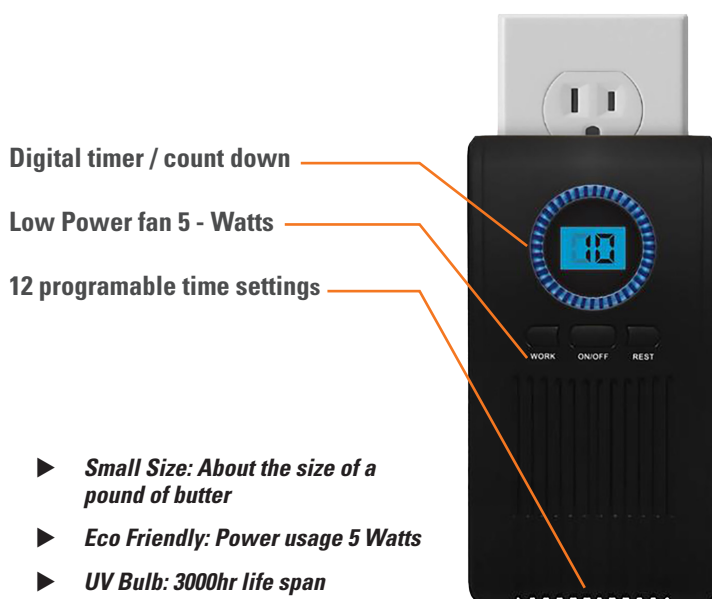 Digital timer / count down
Low Power fan 5 - Watts
12 programable time settings
10
WORK ON/OFF REST
▶ Small Size: About the size of a
pound of butter
▶ Eco Friendly: Power usage 5 Watts
▶ UV Bulb: 3000hr life span